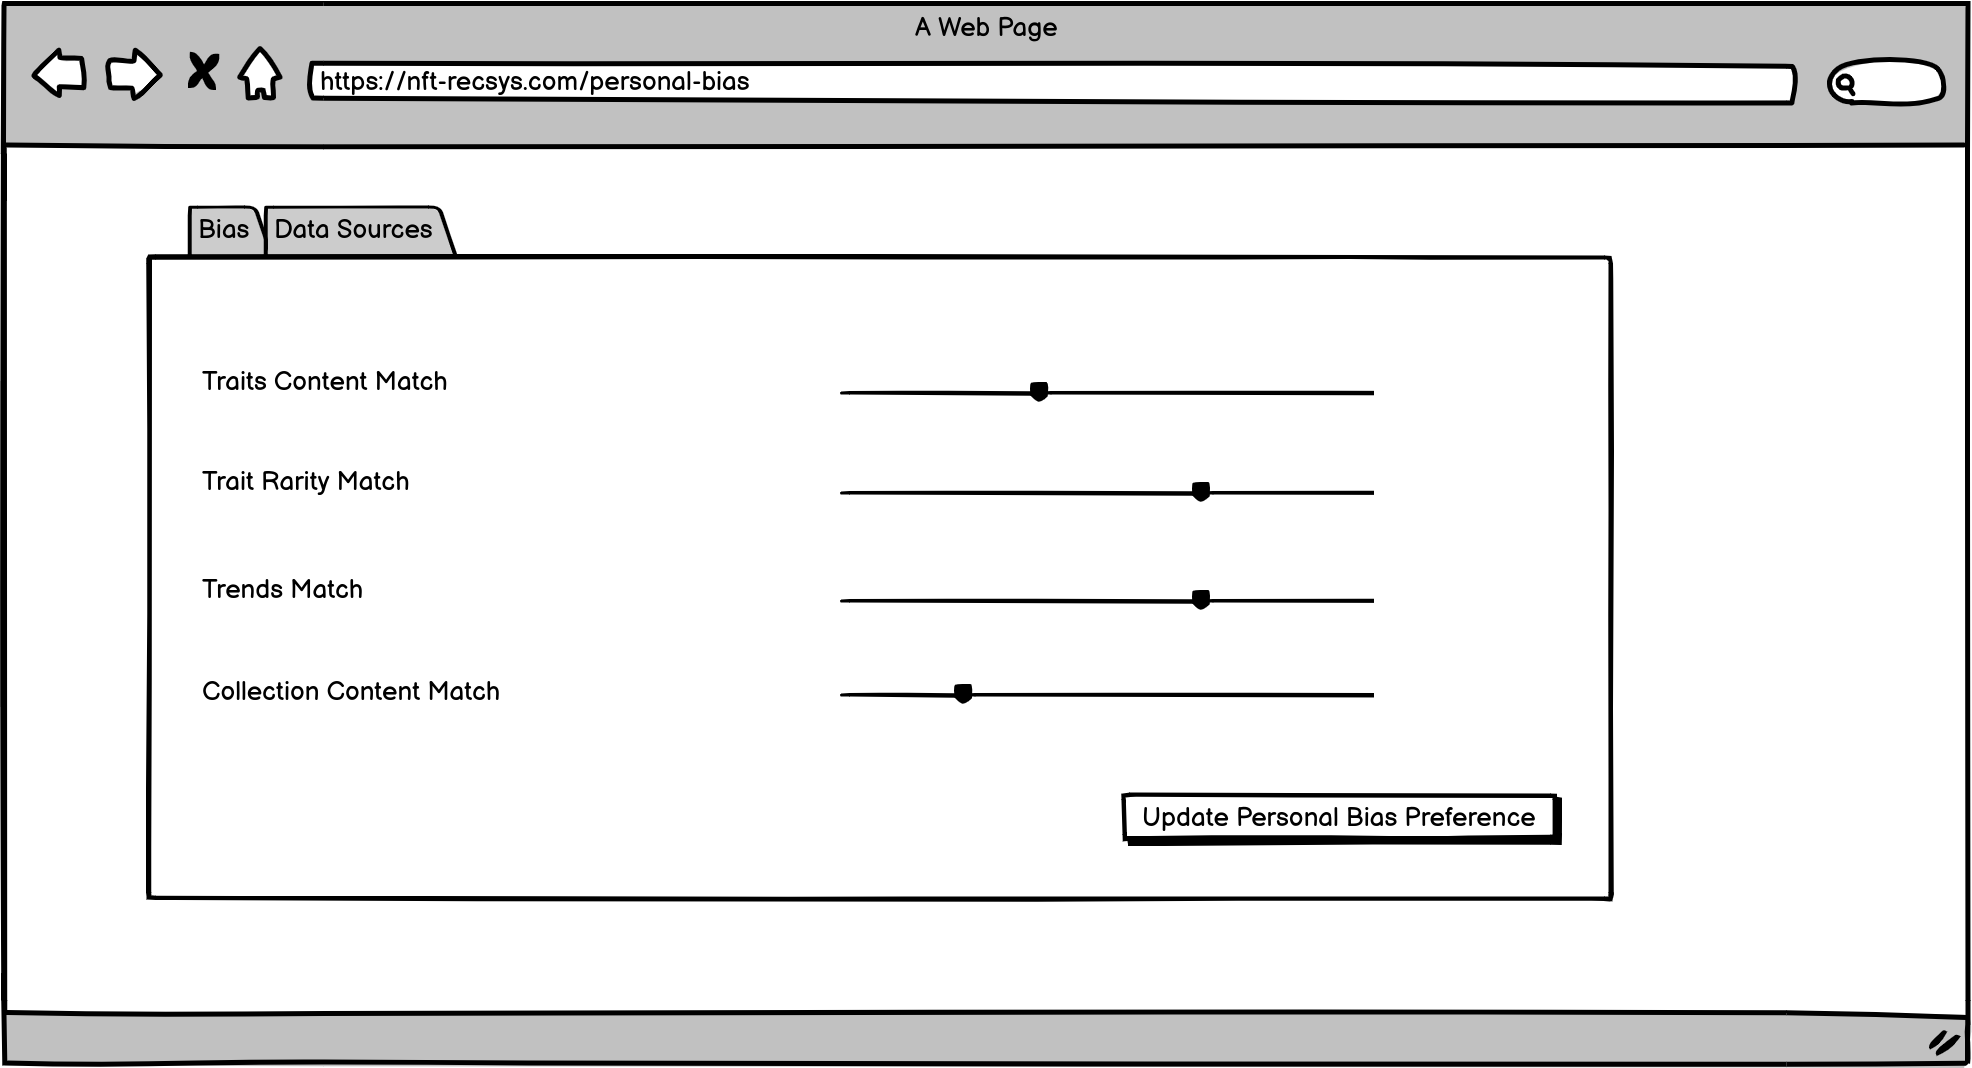 A Web Page
https://nft-recsys.com/personal-bias
Bias
Data Sources
Traits Content Match
Trait Rarity Match
Trends Match
Collection Content Match
Update Personal Bias Preference